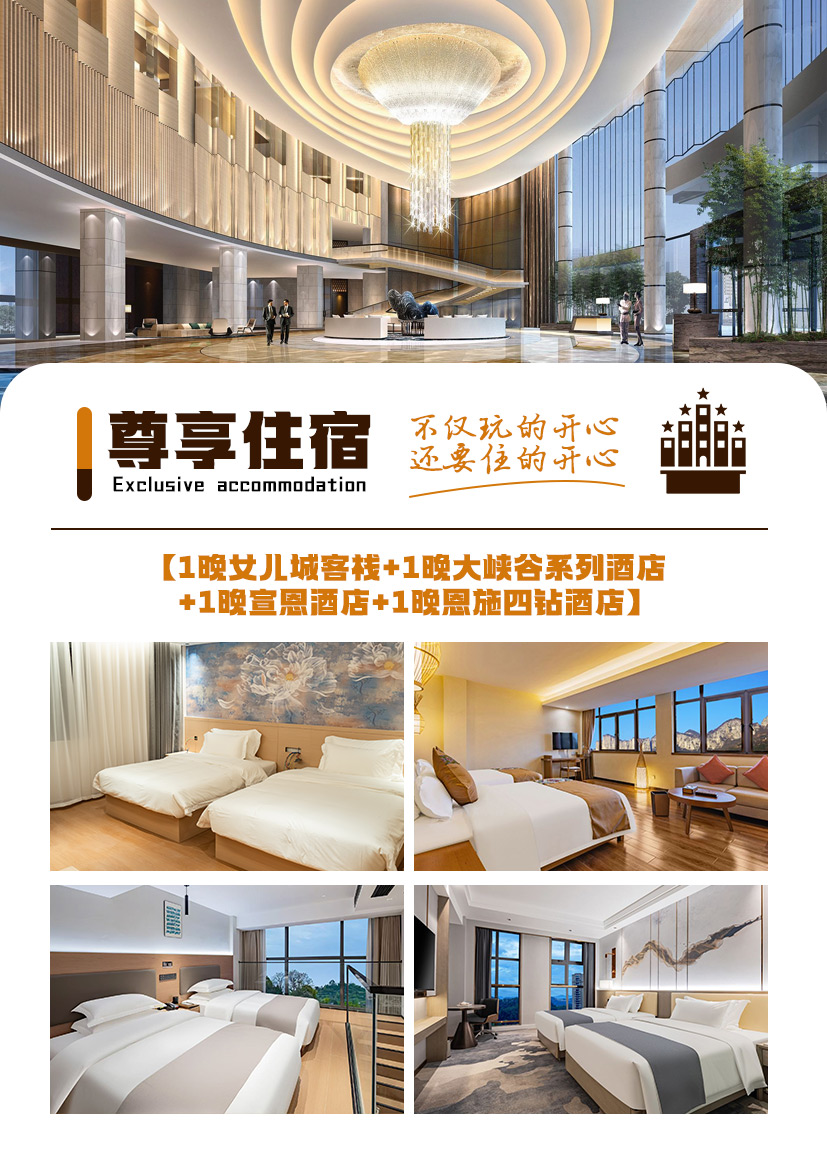 尊享住宿
Exclusive accommodation
不仅玩的开心
还要住的开心
【1晚女儿城客栈+1晚大峡谷系列酒店
+1晚宣恩酒店+1晚恩施四钻酒店】